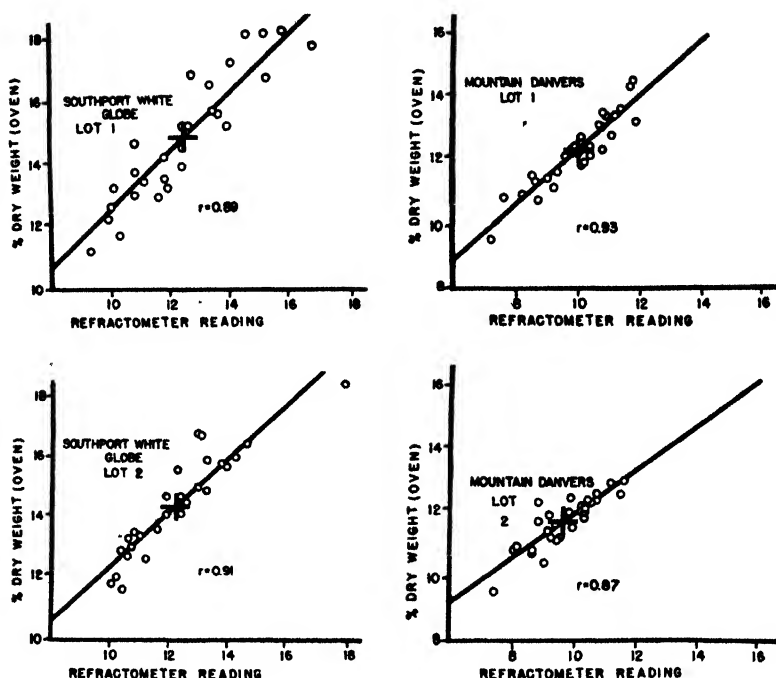 % DRY WEIGHT (OVEN)
18
16
14
12
10
SOUTHPORT WHITE
GLOBE
LOT 1
r=0.89
10 12 14 16 18
REFRACTOMETER READING
% DRY WEIGHT (OVEN)
16
14
12
10
8
MOUNTAIN DANVERS
LOT 1
r=0.93
8 10 12 14 16
REFRACTOMETER READING
% DRY WEIGHT (OVEN)
18
16
14
12
10
SOUTHPORT WHITE
GLOBE
LOT 2
r=0.91
10 12 14 16 18
REFRACTOMETER READING
% DRY WEIGHT (OVEN)
16
14
12
10
8
MOUNTAIN DANVERS
LOT
2
r=0.87
8 10 12 14 16
REFRACTOMETER READING